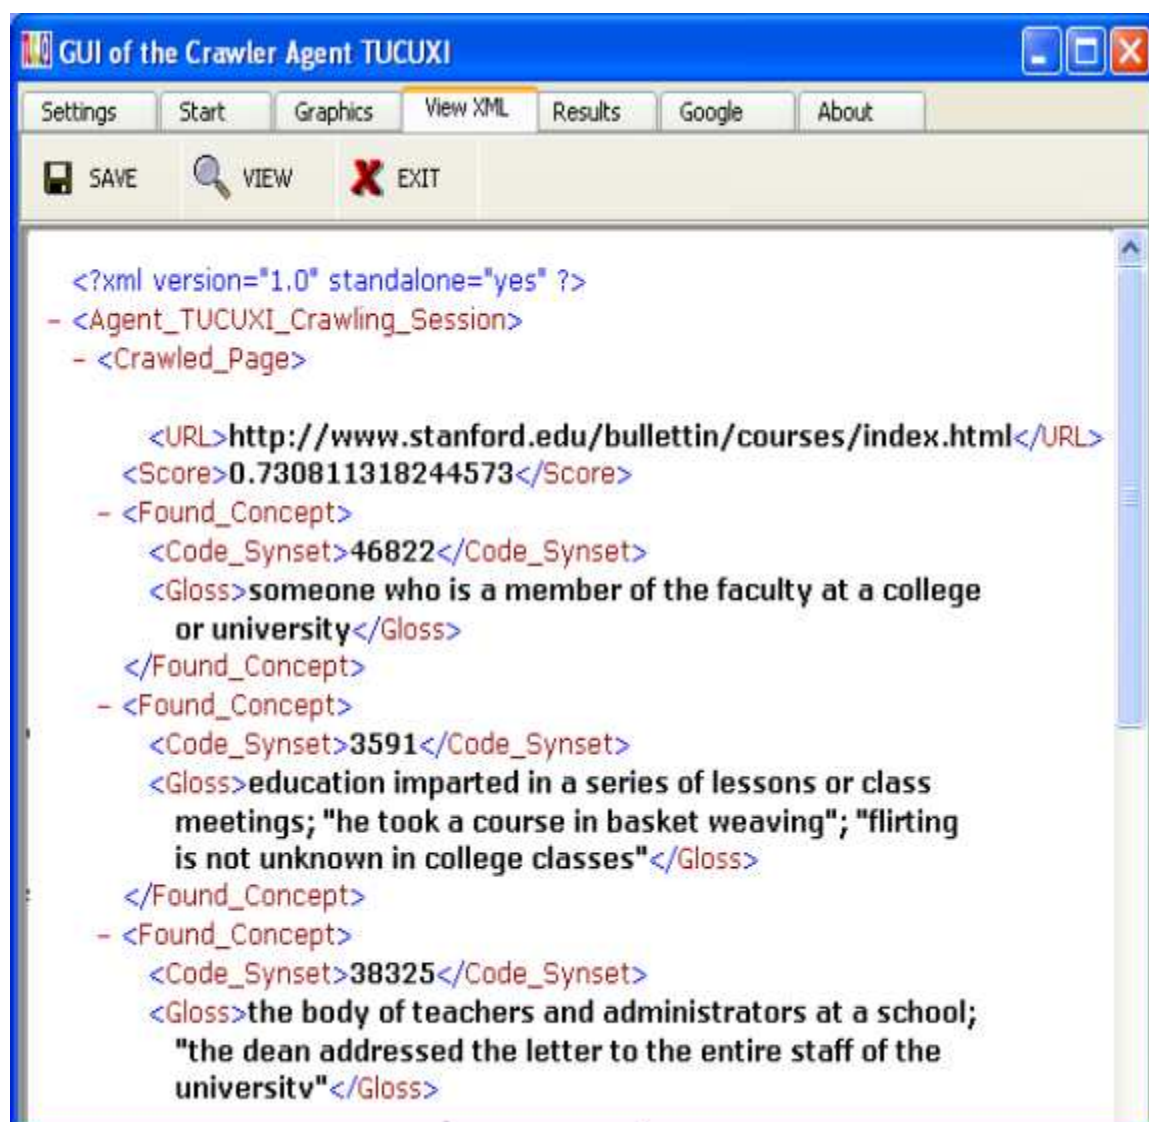 GUI of the Crawler Agent TUCUXI
Settings Start Graphics View XML Results Google About
SAVE VIEW EXIT
<?xml version="1.0" standalone="yes" ?>
- <Agent_TUCUXI_Crawling_Session>
- <Crawled_Page>
<URL>http://www.stanford.edu/bullettin/courses/index.html</URL>
<Score>0.730811318244573</Score>
- <Found_Concept>
<Code_Synset>46822</Code_Synset>
<Gloss>someone who is a member of the faculty at a college
or university</Gloss>
</Found_Concept>
- <Found_Concept>
<Code_Synset>3591</Code_Synset>
<Gloss>education imparted in a series of lessons or class
meetings; "he took a course in basket weaving"; "flirting
is not unknown in college classes"</Gloss>
</Found_Concept>
- <Found_Concept>
<Code_Synset>38325</Code_Synset>
<Gloss>the body of teachers and administrators at a school;
"the dean addressed the letter to the entire staff of the
university"</Gloss>